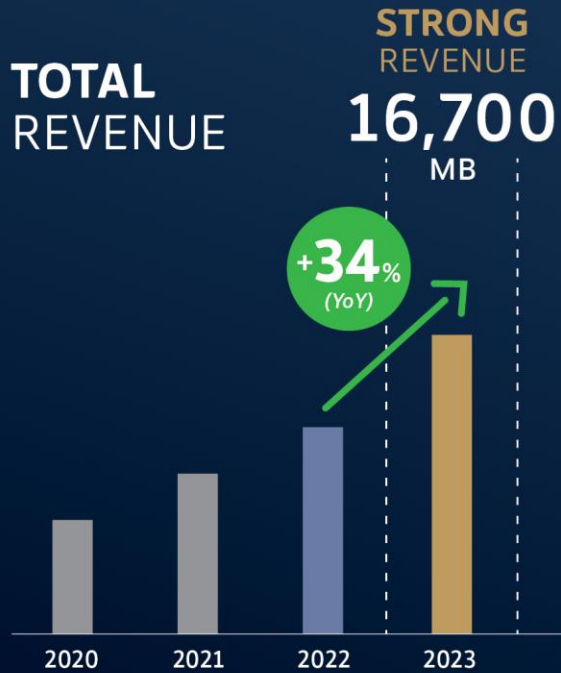 TOTAL
REVENUE
STRONG
REVENUE
16,700
MB
+34%
(YoY)
2020
2021
2022
2023